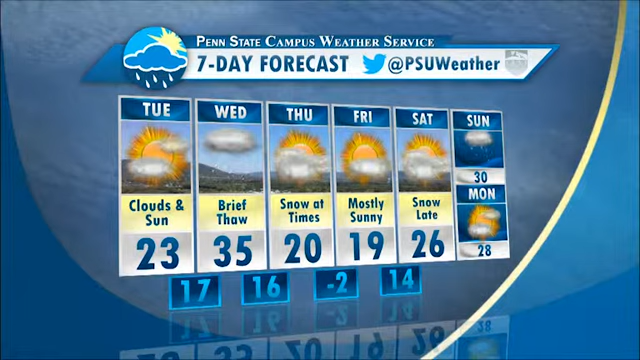 PENN STATE CAMPUS WEATHER SERVICE
7-DAY FORECAST @PSUWeather
TUE WED THU FRI SAT SUN
30
MON
28
Clouds & Sun
Brief Thaw
Snow at Times
Mostly Sunny
Snow Late
23 35 20 19 26
17 16 -2 14